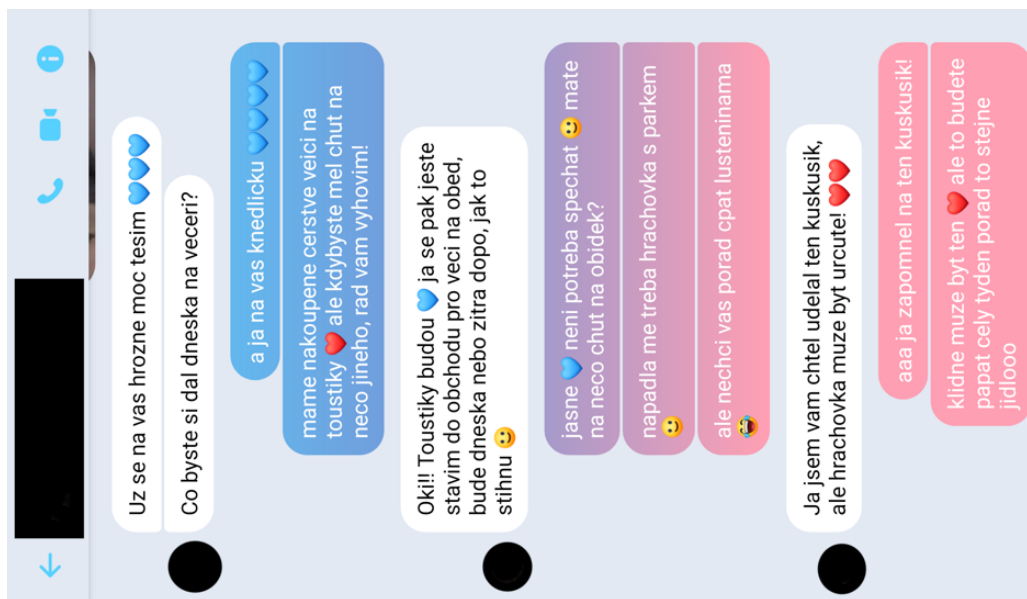 Uz se na vas hrozne moc tesim 💙💙💙
Co byste si dal dneska na veceri?
a ja na vas knedlicku 💙💙💙💙
mame nakoupene cerstve veici na
toustiky ❤️ ale kdybyste mel chut na
neco jineho, rad vam vyhovim!
Oki!! Toustiky budou 💙 ja se pak jeste
stavim do obchodu pro veci na obed,
bude dneska nebo zitra dopo, jak to
stihnu 🙂
jasne 💙 neni potreba spechat 🙂 mate
na neco chut na obidek?
napadla me treba hrachovka s parkem
🙂
ale nechci vas porad cpat lusteninama
😂
Ja jsem vam chtel udelal ten kuskusik,
ale hrachovka muze byt urcute! ❤️❤️
aaa ja zapomnel na ten kuskusik!
klidne muze byt ten ❤️ ale to budete
papat cely tyden porad to stejne
jidlooo